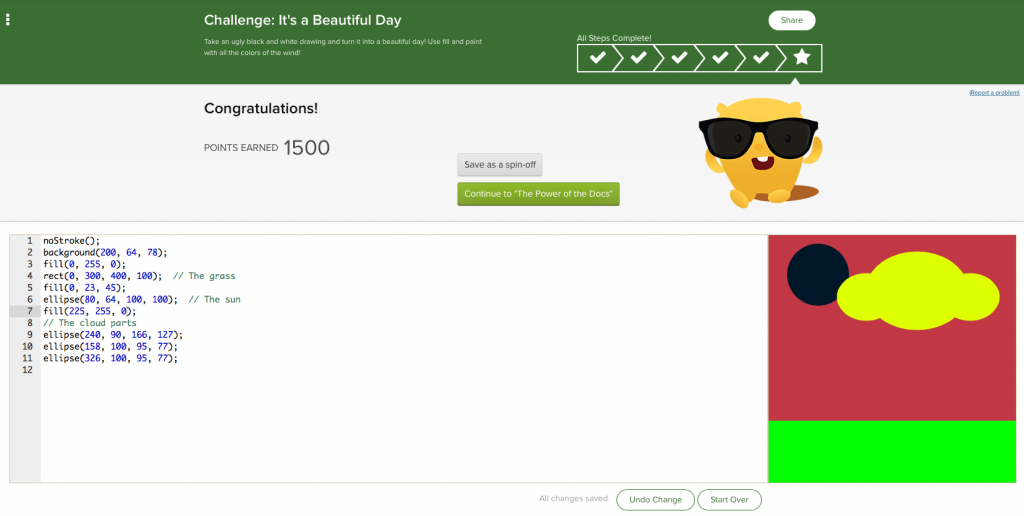 Challenge: It's a Beautiful Day
Share
Take an ugly black and white drawing and turn it into a beautiful day! Use fill and paint
with all the colors of the wind!
All Steps Complete!
(Report a problem)
Congratulations!
POINTS EARNED 1500
Save as a spin-off
Continue to "The Power of the Docs"
1 noStroke();
2 background(200, 64, 78);
3 fill(0, 255, 0);
4 rect(0, 300, 400, 100);  // The grass
5 fill(0, 23, 45);
6 ellipse(80, 64, 100, 100);  // The sun
7 fill(225, 255, 0);
8 // The cloud parts
9 ellipse(240, 90, 166, 127);
10 ellipse(158, 100, 95, 77);
11 ellipse(326, 100, 95, 77);
12
All changes saved.
Undo Change
Start Over